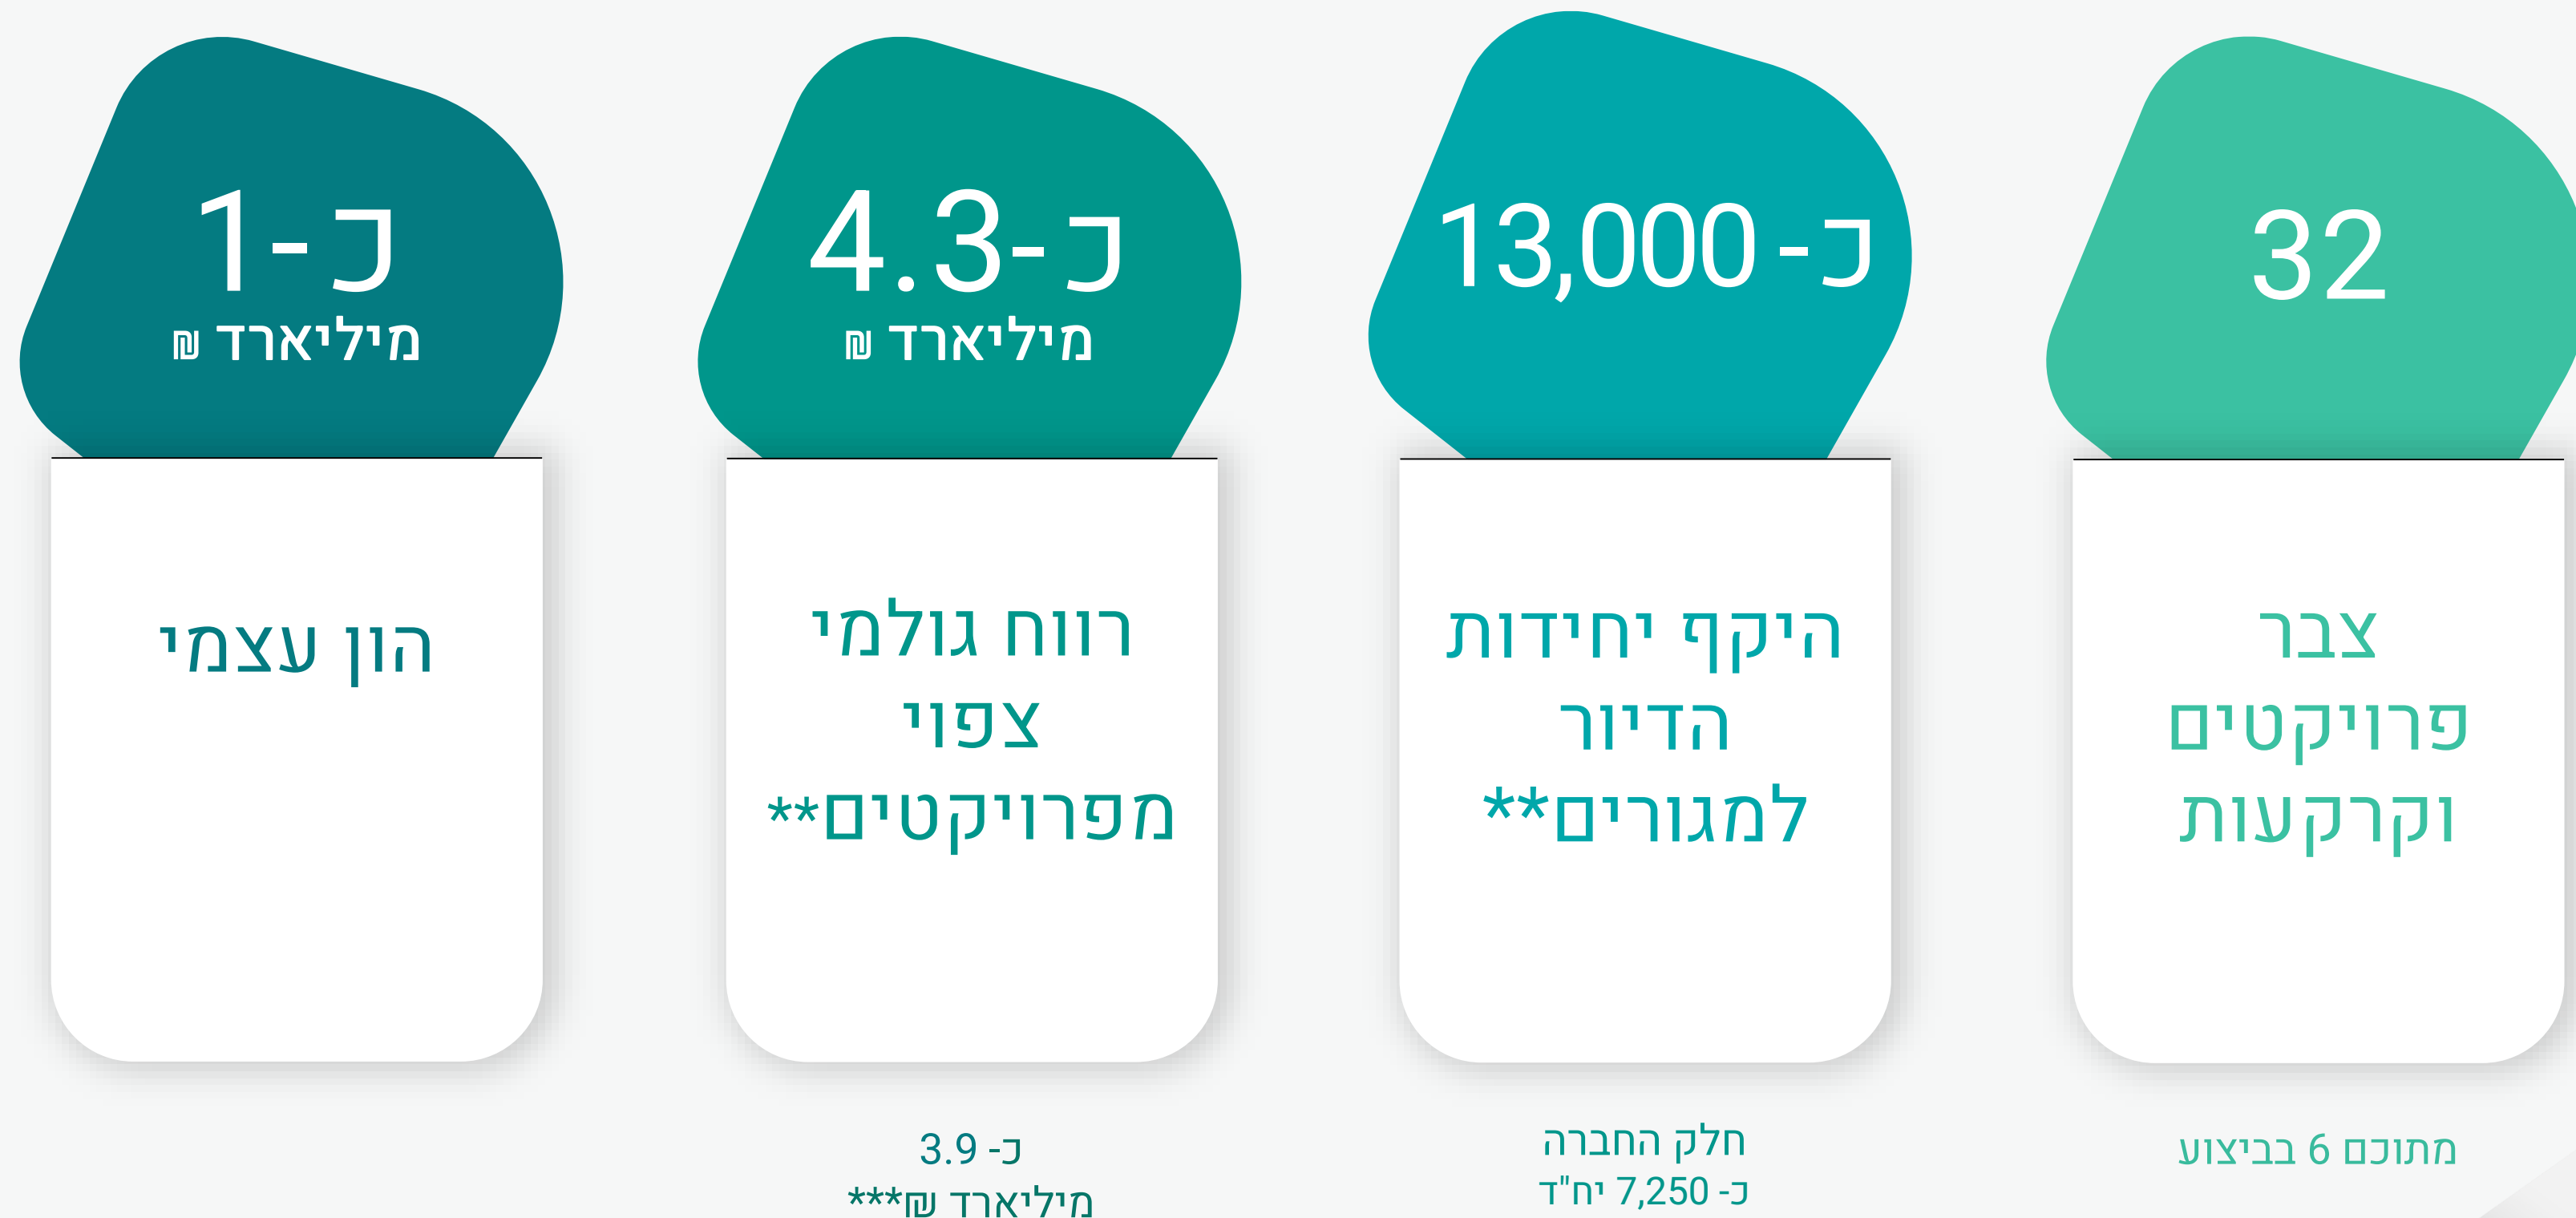 32
צבר
פרויקטים
וקרקעות
מתוכם 6 בביצוע
כ- 13,000
היקף יחידות
הדיור
למגורים**
חלק החברה
כ- 7,250 יח"ד
כ-4.3
מיליארד ₪
רווח גולמי
צפוי
מפרויקטים**
כ- 3.9
מיליארד ₪***
כ-1
מיליארד ₪
הון עצמי